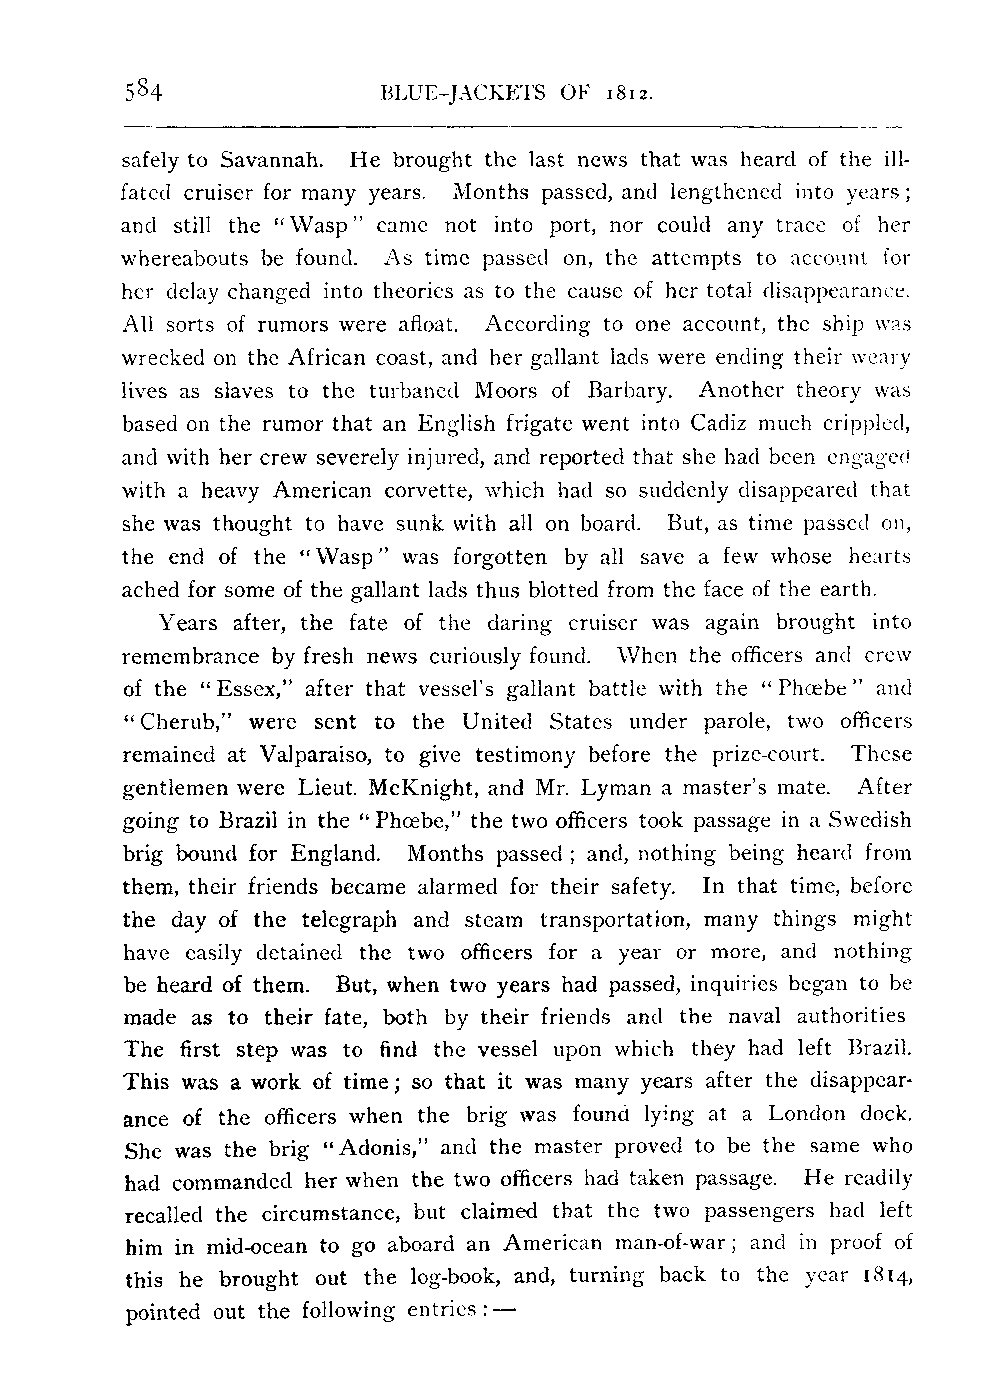 584 BLUE-JACKETS OF 1812.
safely to Savannah. He brought the last news that was heard of the ill-
fated cruiser for many years. Months passed, and lengthened into years;
and still the "Wasp" came not into port, nor could any trace of her
whereabouts be found. As time passed on, the attempts to account for
her delay changed into theories as to the cause of her total disappearance.
All sorts of rumors were afloat. According to one account, the ship was
wrecked on the African coast, and her gallant lads were ending their weary
lives as slaves to the turbaned Moors of Barbary. Another theory was
based on the rumor that an English frigate went into Cadiz much crippled,
and with her crew severely injured, and reported that she had been engaged
with a heavy American corvette, which had so suddenly disappeared that
she was thought to have sunk with all on board. But, as time passed on,
the end of the "Wasp" was forgotten by all save a few whose hearts
ached for some of the gallant lads thus blotted from the face of the earth.
Years after, the fate of the daring cruiser was again brought into
remembrance by fresh news curiously found. When the officers and crew
of the "Essex," after that vessel's gallant battle with the "Phœbe" and
"Cherub," were sent to the United States under parole, two officers
remained at Valparaiso, to give testimony before the prize-court. These
gentlemen were Lieut. McKnight, and Mr. Lyman a master's mate. After
going to Brazil in the "Phœbe," the two officers took passage in a Swedish
brig bound for England. Months passed; and, nothing being heard from
them, their friends became alarmed for their safety. In that time, before
the day of the telegraph and steam transportation, many things might
have easily detained the two officers for a year or more, and nothing
be heard of them. But, when two years had passed, inquiries began to be
made as to their fate, both by their friends and the naval authorities
The first step was to find the vessel upon which they had left Brazil.
This was a work of time; so that it was many years after the disappear-
ance of the officers when the brig was found lying at a London dock.
She was the brig "Adonis," and the master proved to be the same who
had commanded her when the two officers had taken passage. He readily
recalled the circumstance, but claimed that the two passengers had left
him in mid-ocean to go aboard an American man-of-war; and in proof of
this he brought out the log-book, and, turning back to the year 1814,
pointed out the following entries:—